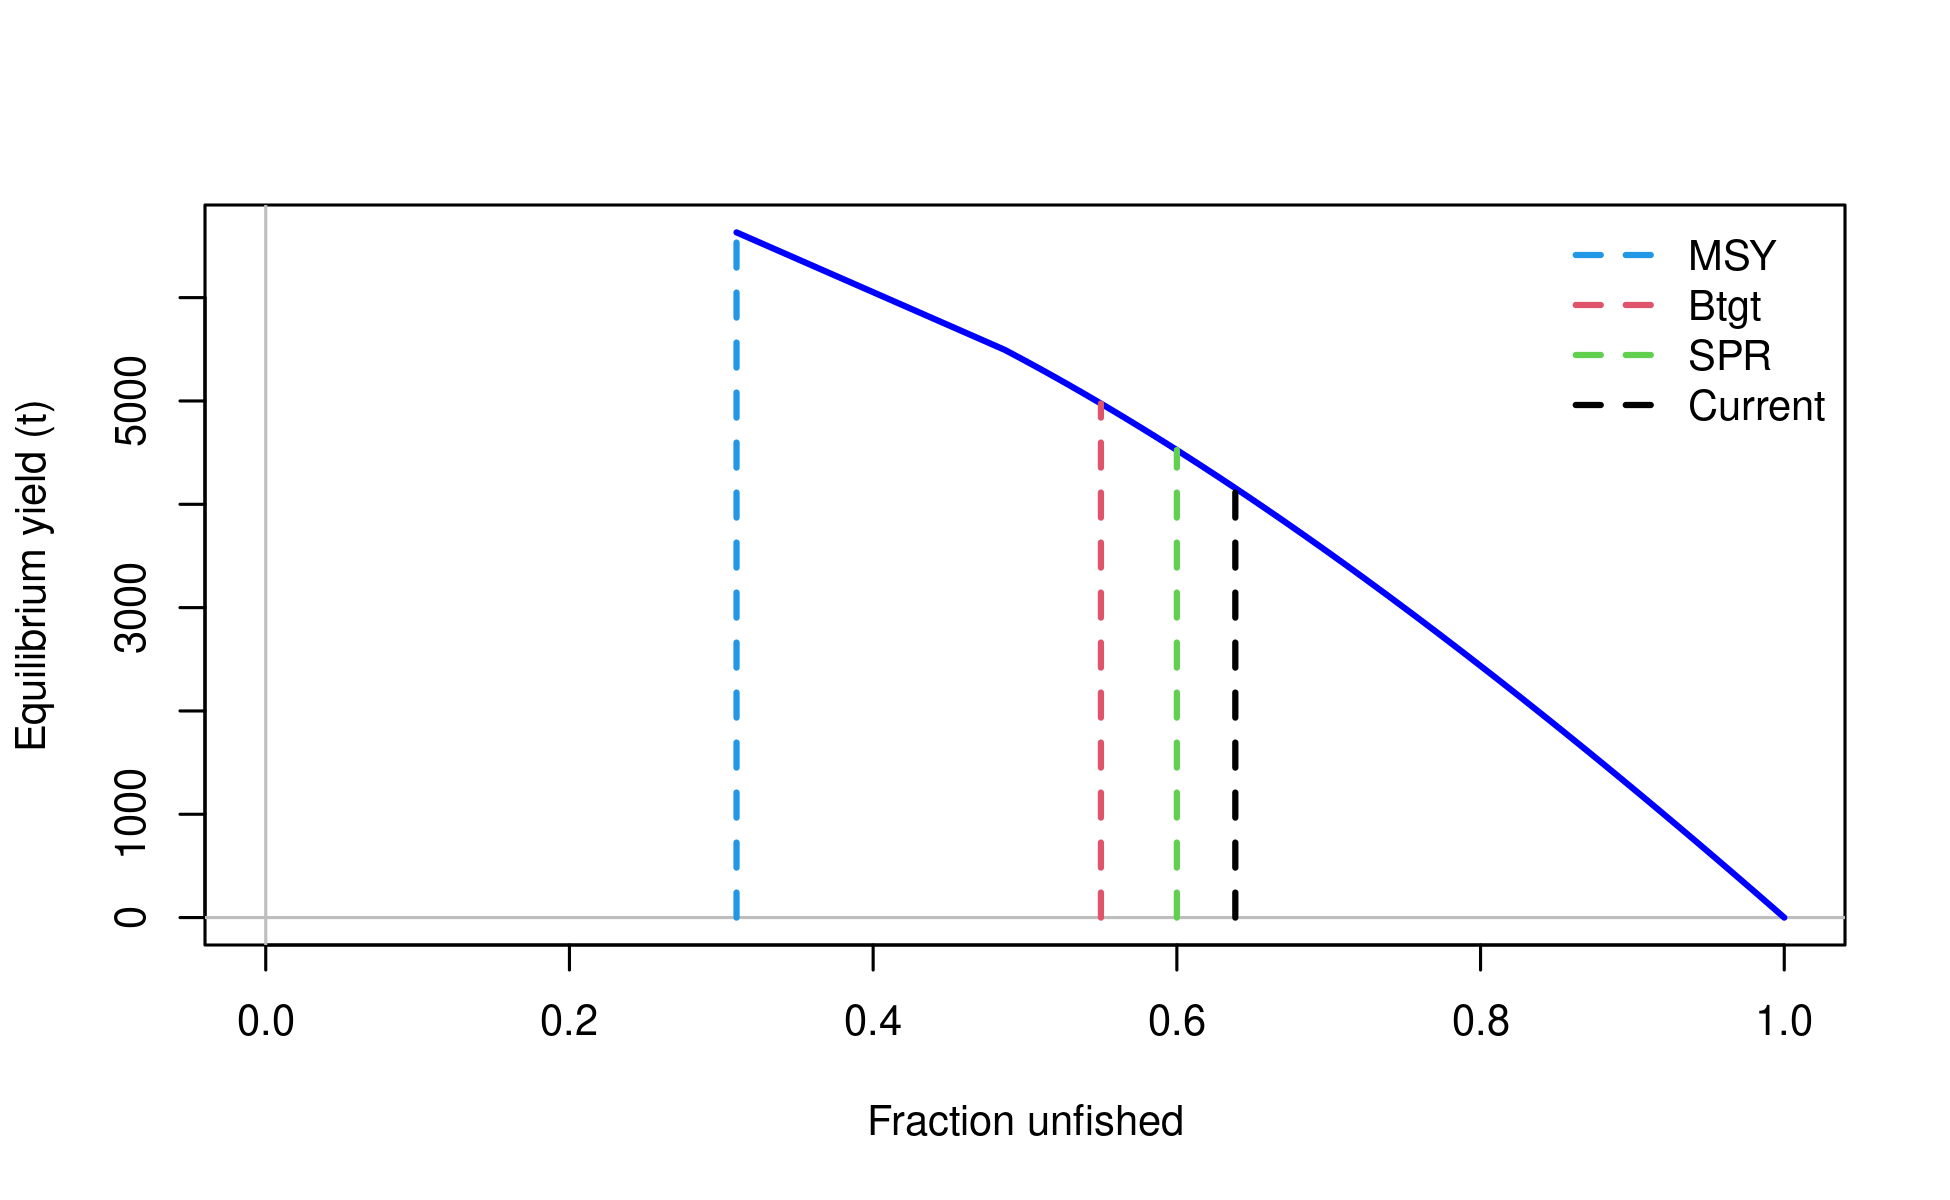 MSY
Btgt
SPR
Current
Equilibrium yield (t)
5000
3000
1000
0
0.0 0.2 0.4 0.6 0.8 1.0
Fraction unfished